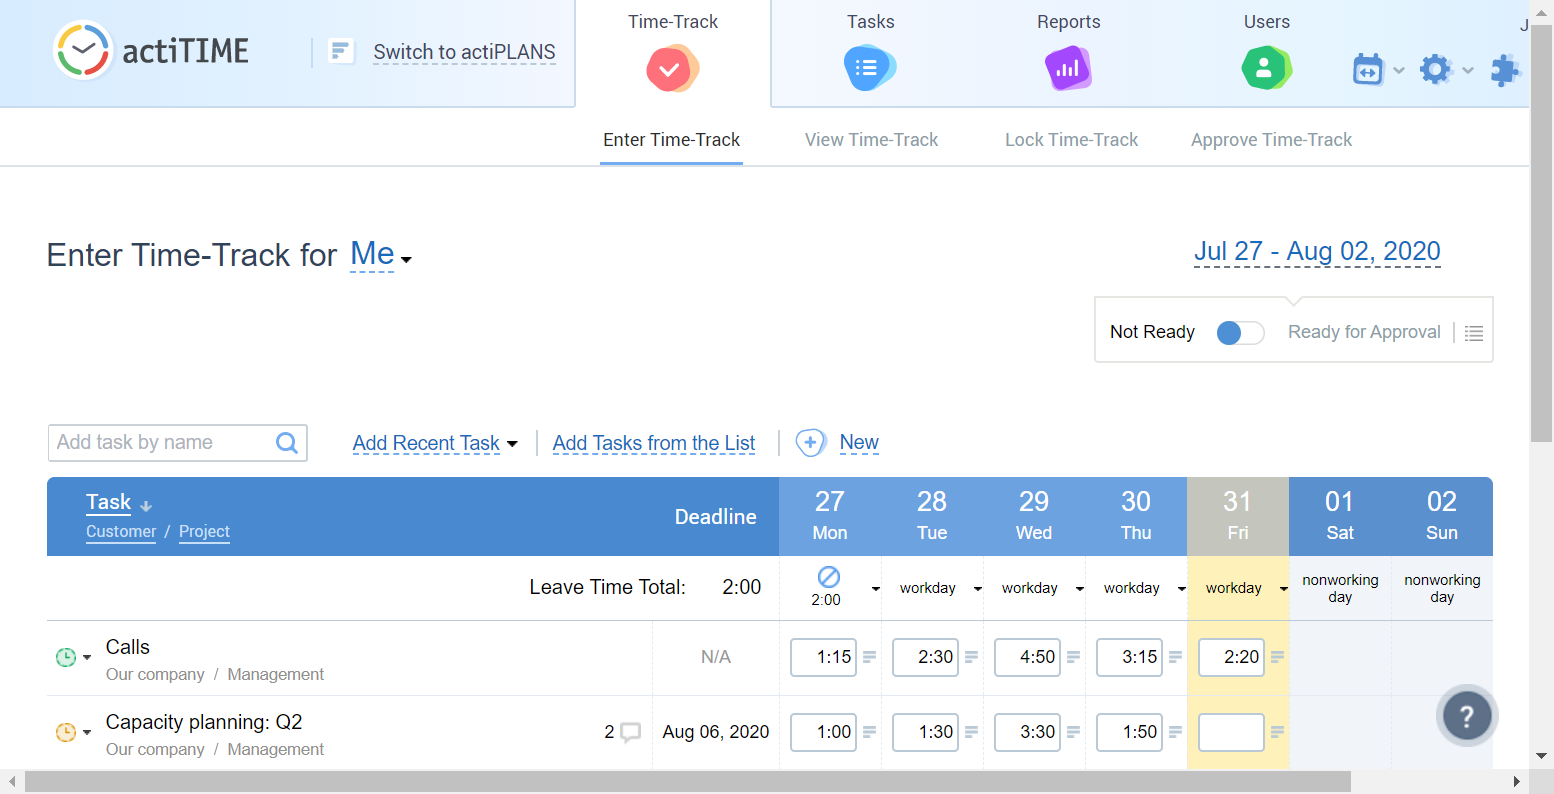 actiTIME
Switch to actiPLANS
Time-Track
Tasks
Reports
Users
J
Enter Time-Track
View Time-Track
Lock Time-Track
Approve Time-Track
Enter Time-Track for Me
Jul 27 - Aug 02, 2020
Not Ready
Ready for Approval
Add task by name
Add Recent Task
Add Tasks from the List
New
Task
Customer / Project
Deadline
27 Mon
28 Tue
29 Wed
30 Thu
31 Fri
01 Sat
02 Sun
Leave Time Total: 2:00
2:00
workday
workday
workday
workday
nonworking day
nonworking day
Calls
Our company / Management
N/A
1:15
2:30
4:50
3:15
2:20
Capacity planning: Q2
Our company / Management
2
Aug 06, 2020
1:00
1:30
3:30
1:50
?